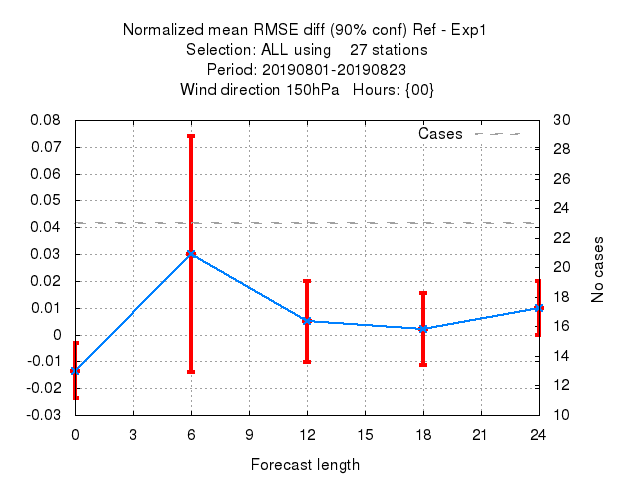 Normalized mean RMSE diff (90% conf) Ref - Exp1
Selection: ALL using    27 stations
Period: 20190801-20190823
Wind direction 150hPa   Hours: {00}
Cases
0.08
0.07
0.06
0.05
0.04
0.03
0.02
0.01
0
-0.01
-0.02
-0.03
30
28
26
24
22
20
18
16
14
12
10
No cases
0 3 6 9 12 15 18 21 24
Forecast length